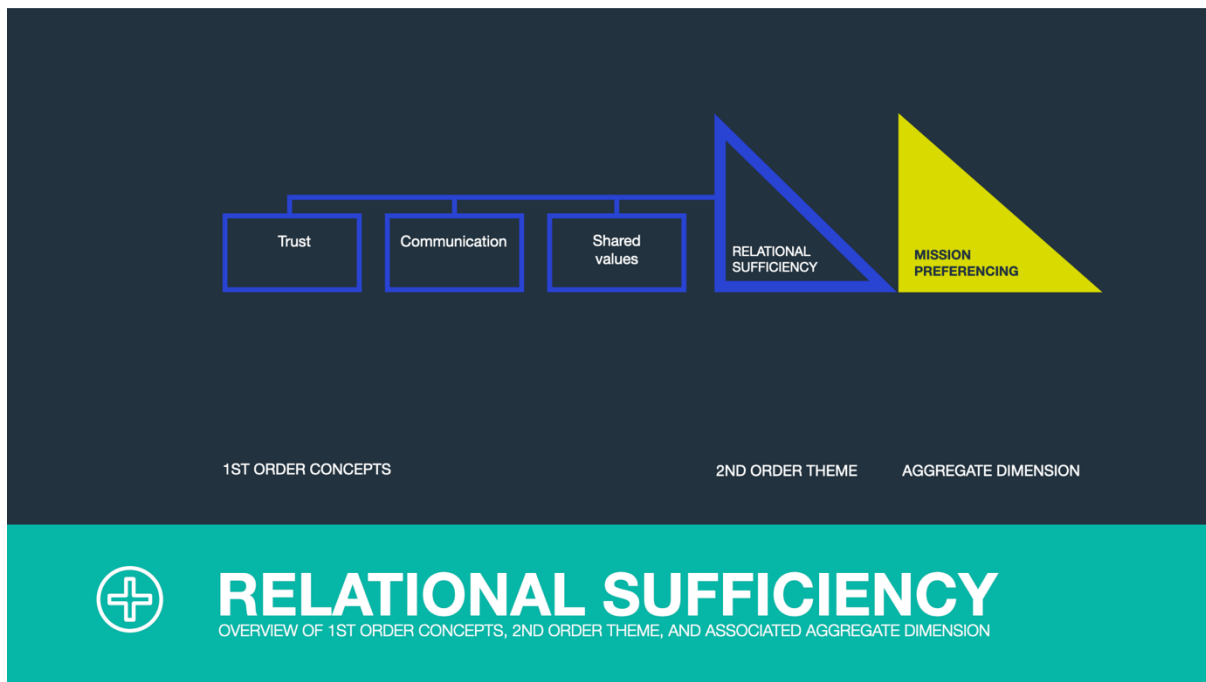 Trust
Communication
Shared
values
RELATIONAL
SUFFICIENCY
MISSION
PREFERENCING
1ST ORDER CONCEPTS
2ND ORDER THEME
AGGREGATE DIMENSION
RELATIONAL SUFFICIENCY
OVERVIEW OF 1ST ORDER CONCEPTS, 2ND ORDER THEME, AND ASSOCIATED AGGREGATE DIMENSION